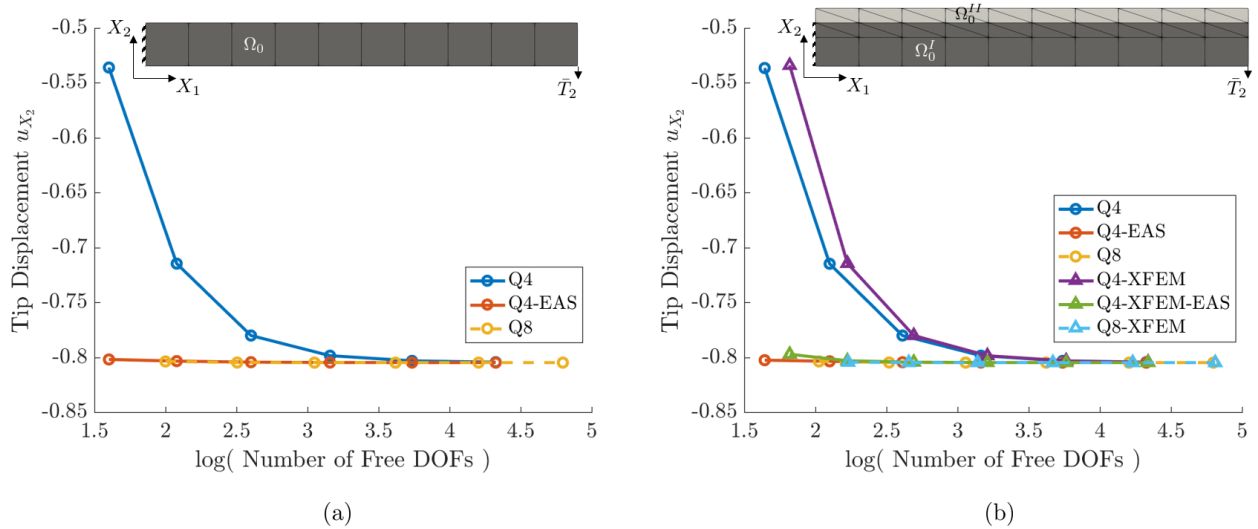 -0.5
-0.55
-0.6
-0.65
-0.7
-0.75
-0.8
-0.85
Tip Displacement u_{X_2}
X_2
X_1
Ω_0
T̄_2
Q4
Q4-EAS
Q8
1.5 2 2.5 3 3.5 4 4.5 5
log( Number of Free DOFs )
(a)
-0.5
-0.55
-0.6
-0.65
-0.7
-0.75
-0.8
-0.85
Tip Displacement u_{X_2}
X_2
X_1
Ω_0^{II}
Ω_0^I
T̄_2
Q4
Q4-EAS
Q8
Q4-XFEM
Q4-XFEM-EAS
Q8-XFEM
1.5 2 2.5 3 3.5 4 4.5 5
log( Number of Free DOFs )
(b)